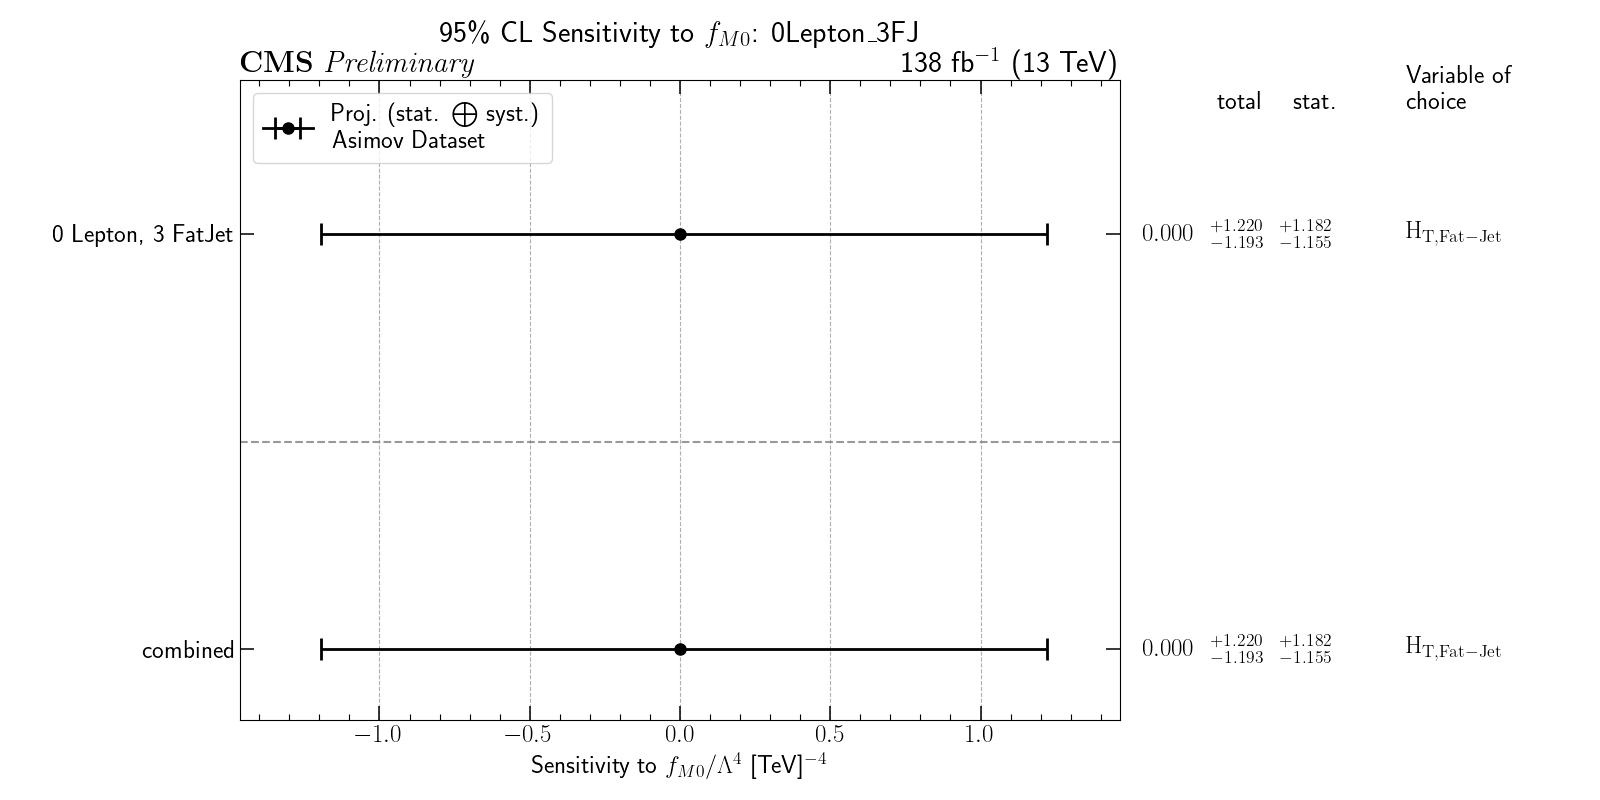 95% CL Sensitivity to f_{M0}: 0Lepton_3FJ
CMS Preliminary 138 fb⁻¹ (13 TeV)
Variable of
total stat. choice
Proj. (stat. ⨁ syst.)
Asimov Dataset
0 Lepton, 3 FatJet 0.000 +1.220 −1.193 +1.182 −1.155 H_{T,Fat−Jet}
combined 0.000 +1.220 −1.193 +1.182 −1.155 H_{T,Fat−Jet}
−1.0 −0.5 0.0 0.5 1.0
Sensitivity to f_{M0}/Λ⁴ [TeV]⁻⁴